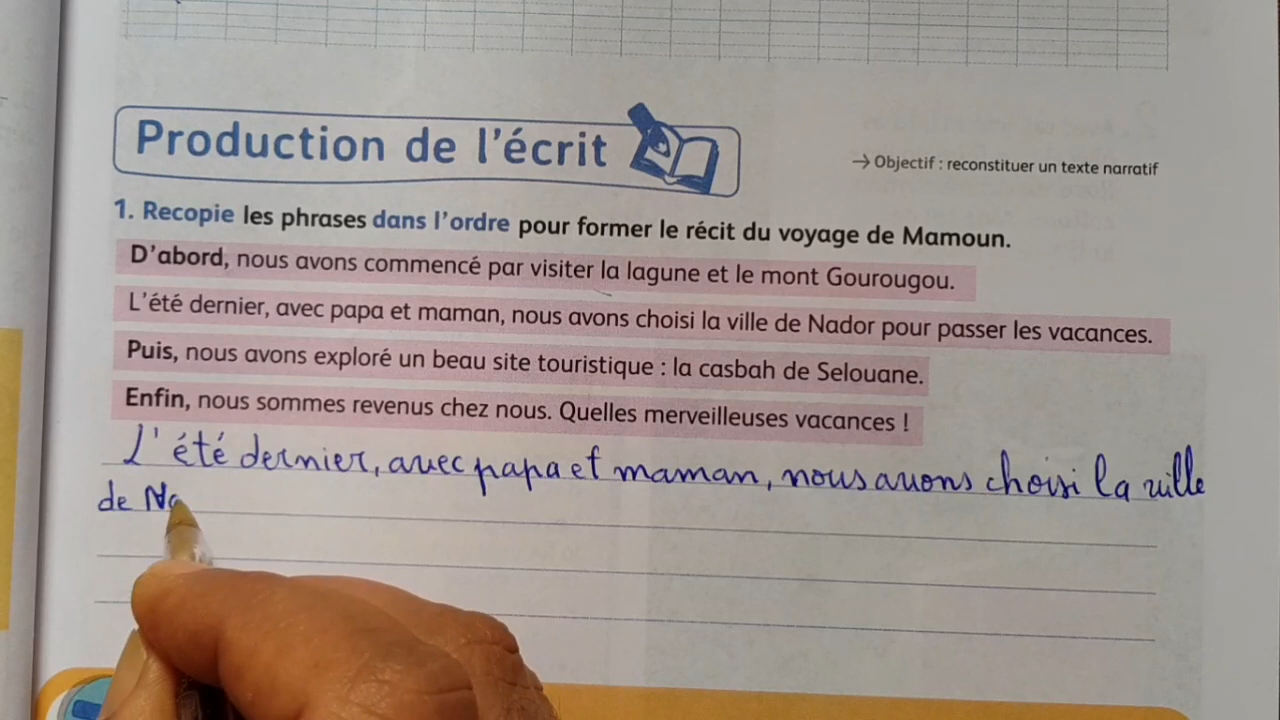 Production de l'écrit
→ Objectif : reconstituer un texte narratif
1. Recopie les phrases dans l'ordre pour former le récit du voyage de Mamoun.
D'abord, nous avons commencé par visiter la lagune et le mont Gourougou.
L'été dernier, avec papa et maman, nous avons choisi la ville de Nador pour passer les vacances.
Puis, nous avons exploré un beau site touristique : la casbah de Selouane.
Enfin, nous sommes revenus chez nous. Quelles merveilleuses vacances !
L'été dernier, avec papa et maman, nous avons choisi la ville
de Na